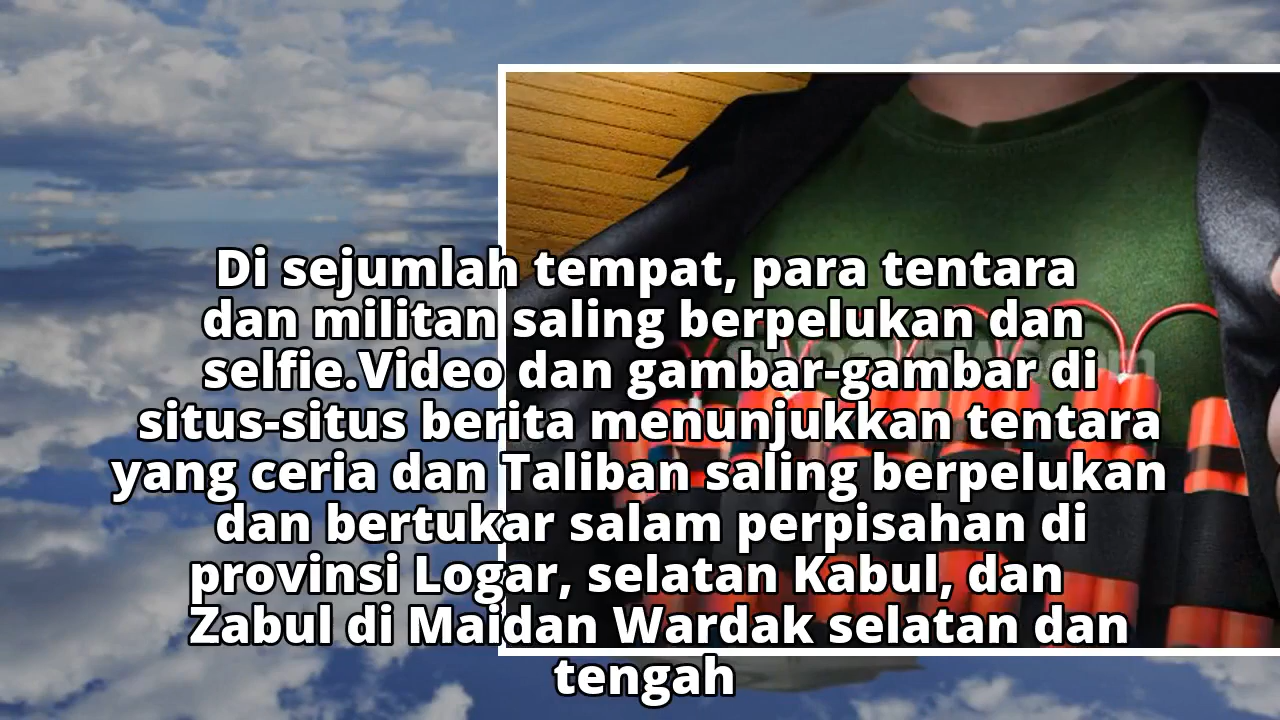 Di sejumlah tempat, para tentara
dan militan saling berpelukan dan
selfie.Video dan gambar-gambar di
situs-situs berita menunjukkan tentara
yang ceria dan Taliban saling berpelukan
dan bertukar salam perpisahan di
provinsi Logar, selatan Kabul, dan
Zabul di Maidan Wardak selatan dan
tengah